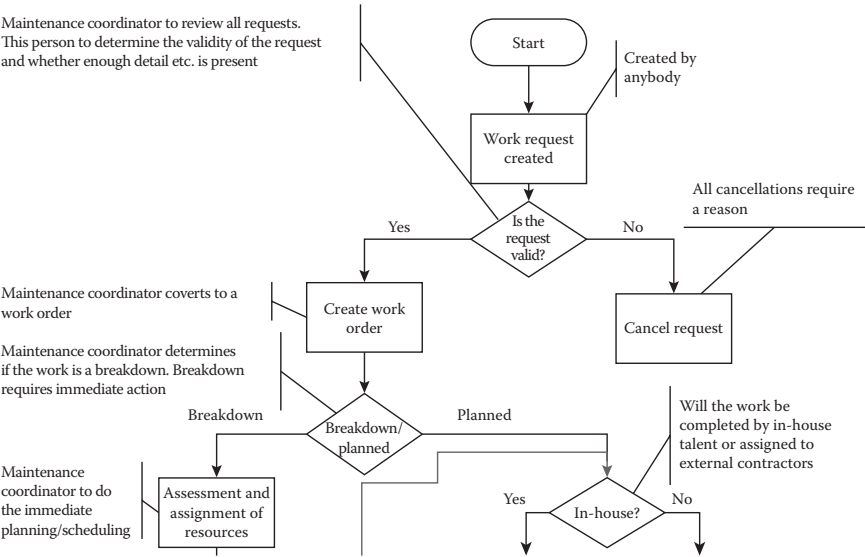 Maintenance coordinator to review all requests.
This person to determine the validity of the request
and whether enough detail etc. is present
Start
Created by
anybody
Work request
created
All cancellations require
a reason
Is the
request
valid?
Yes
No
Maintenance coordinator coverts to a
work order
Create work
order
Cancel request
Maintenance coordinator determines
if the work is a breakdown. Breakdown
requires immediate action
Breakdown
Breakdown/
planned
Planned
Will the work be
completed by in-house
talent or assigned to
external contractors
Maintenance
coordinator to do
the immediate
planning/scheduling
Assessment and
assignment of
resources
Yes
In-house?
No